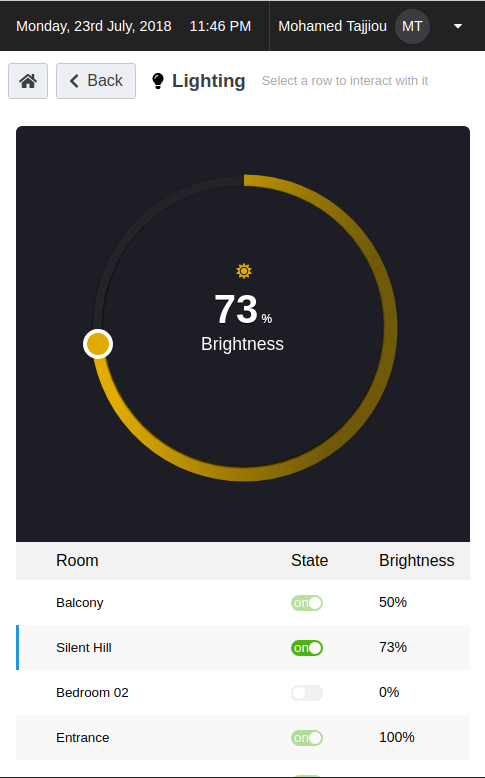 Monday, 23rd July, 2018 11:46 PM Mohamed Tajjiou MT
Back Lighting Select a row to interact with it
73 %
Brightness
Room State Brightness
Balcony on 50%
Silent Hill on 73%
Bedroom 02 0%
Entrance on 100%